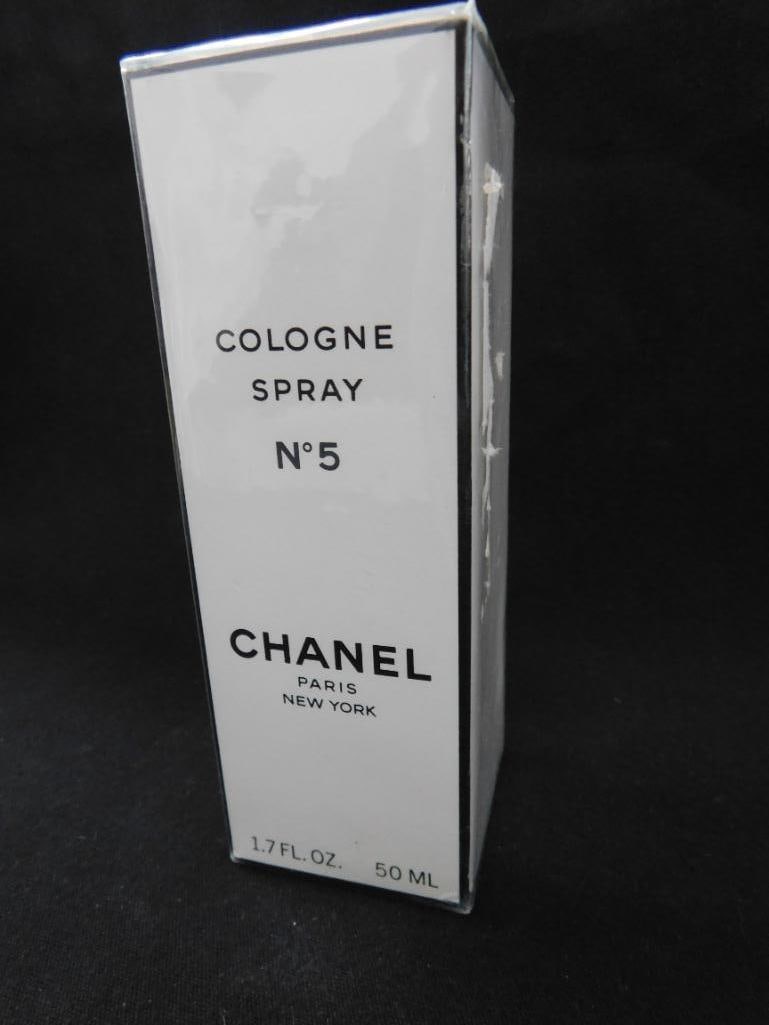 COLOGNE
SPRAY
N°5
CHANEL
PARIS
NEW YORK
1.7 FL. OZ. 50 ML